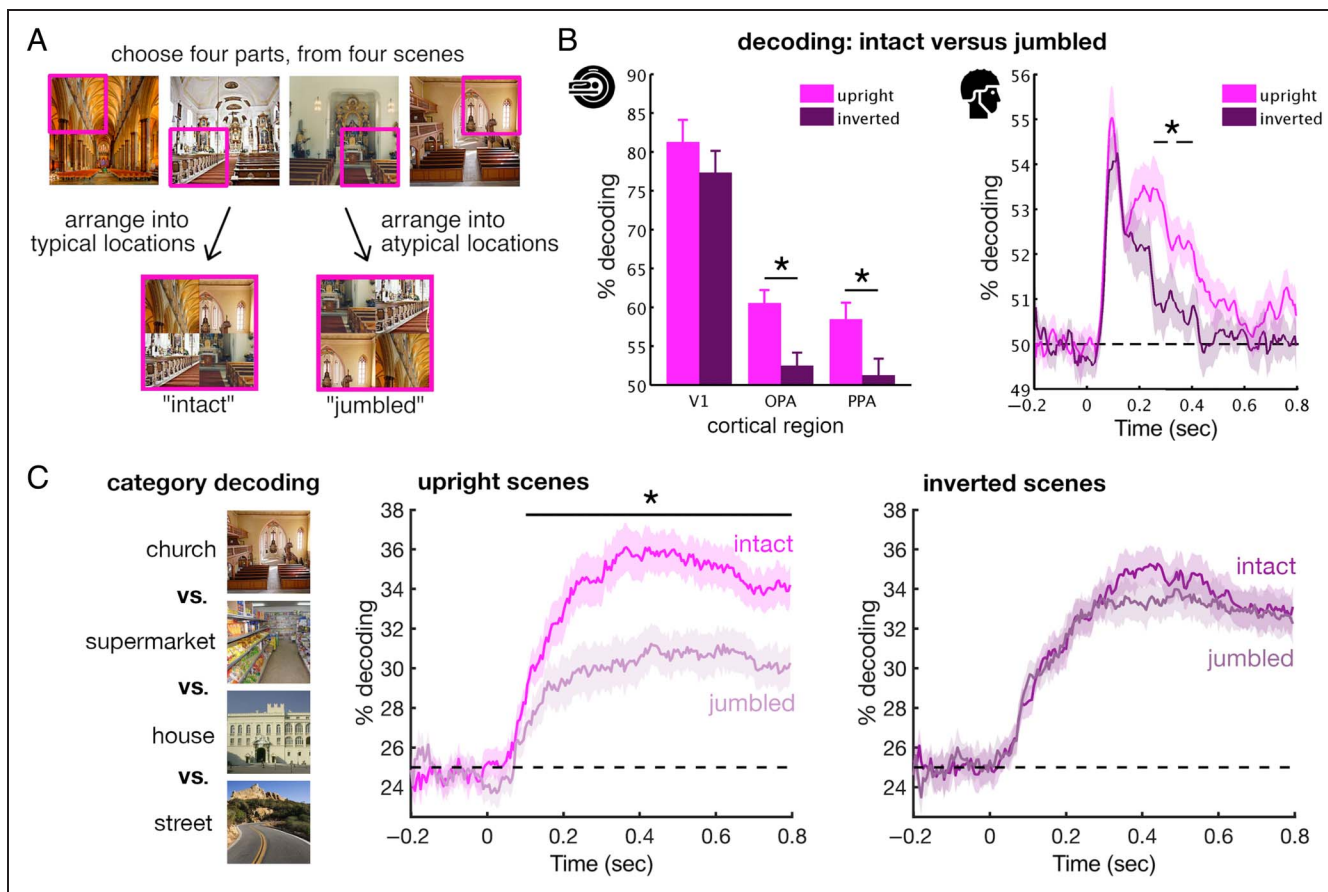 A
choose four parts, from four scenes
arrange into
typical locations
arrange into
atypical locations
"intact"
"jumbled"
B
decoding: intact versus jumbled
90
85
80
75
70
65
60
55
50
% decoding
upright
inverted
*
*
V1 OPA PPA
cortical region
56
55
54
53
52
51
50
49
% decoding
upright
inverted
*
−0.2 0 0.2 0.4 0.6 0.8
Time (sec)
C
category decoding
church
vs.
supermarket
vs.
house
vs.
street
upright scenes
*
38
36
34
32
30
28
26
24
% decoding
intact
jumbled
−0.2 0 0.2 0.4 0.6 0.8
Time (sec)
inverted scenes
38
36
34
32
30
28
26
24
% decoding
intact
jumbled
−0.2 0 0.2 0.4 0.6 0.8
Time (sec)